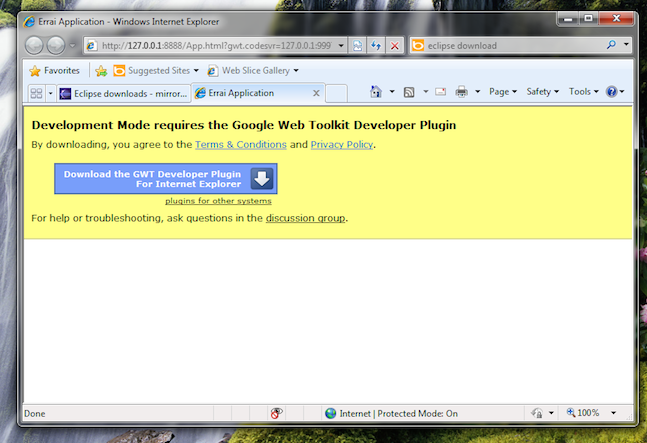 Errai Application - Windows Internet Explorer
http://127.0.0.1:8888/App.html?gwt.codesvr=127.0.0.1:999
eclipse download
Favorites
Suggested Sites
Web Slice Gallery
Eclipse downloads - mirror...
Errai Application
Page
Safety
Tools
Development Mode requires the Google Web Toolkit Developer Plugin
By downloading, you agree to the Terms & Conditions and Privacy Policy.
Download the GWT Developer Plugin
For Internet Explorer
plugins for other systems
For help or troubleshooting, ask questions in the discussion group.
Done
Internet | Protected Mode: On
100%